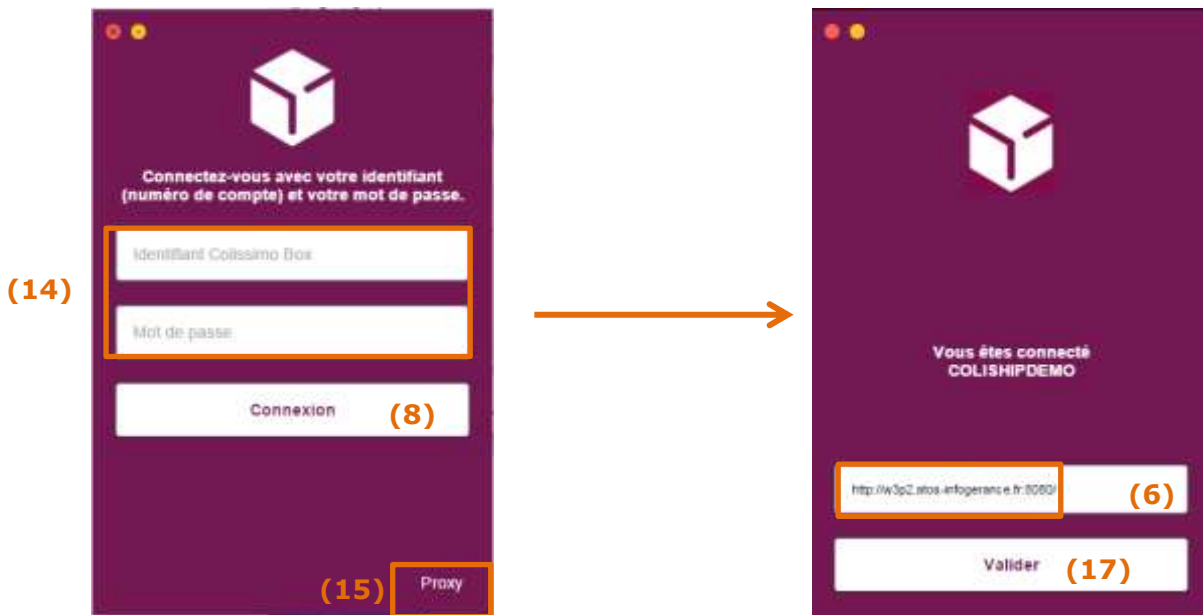 Connectez-vous avec votre identifiant
(numéro de compte) et votre mot de passe.
Identifiant Colissimo Box
(14)
Mot de passe
Connexion (8)
(15) Proxy
Vous êtes connecté
COLISHIPDEMO
http://w3p2.atos-infogerance.fr:8080/ (6)
Valider (17)